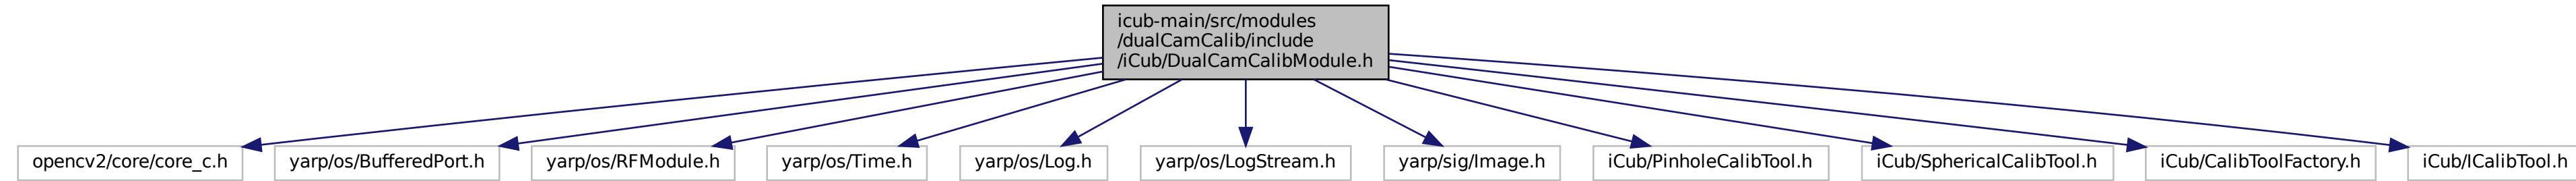 icub-main/src/modules
/dualCamCalib/include
/iCub/DualCamCalibModule.h
opencv2/core/core_c.h
yarp/os/BufferedPort.h
yarp/os/RFModule.h
yarp/os/Time.h
yarp/os/Log.h
yarp/os/LogStream.h
yarp/sig/Image.h
iCub/PinholeCalibTool.h
iCub/SphericalCalibTool.h
iCub/CalibToolFactory.h
iCub/ICalibTool.h